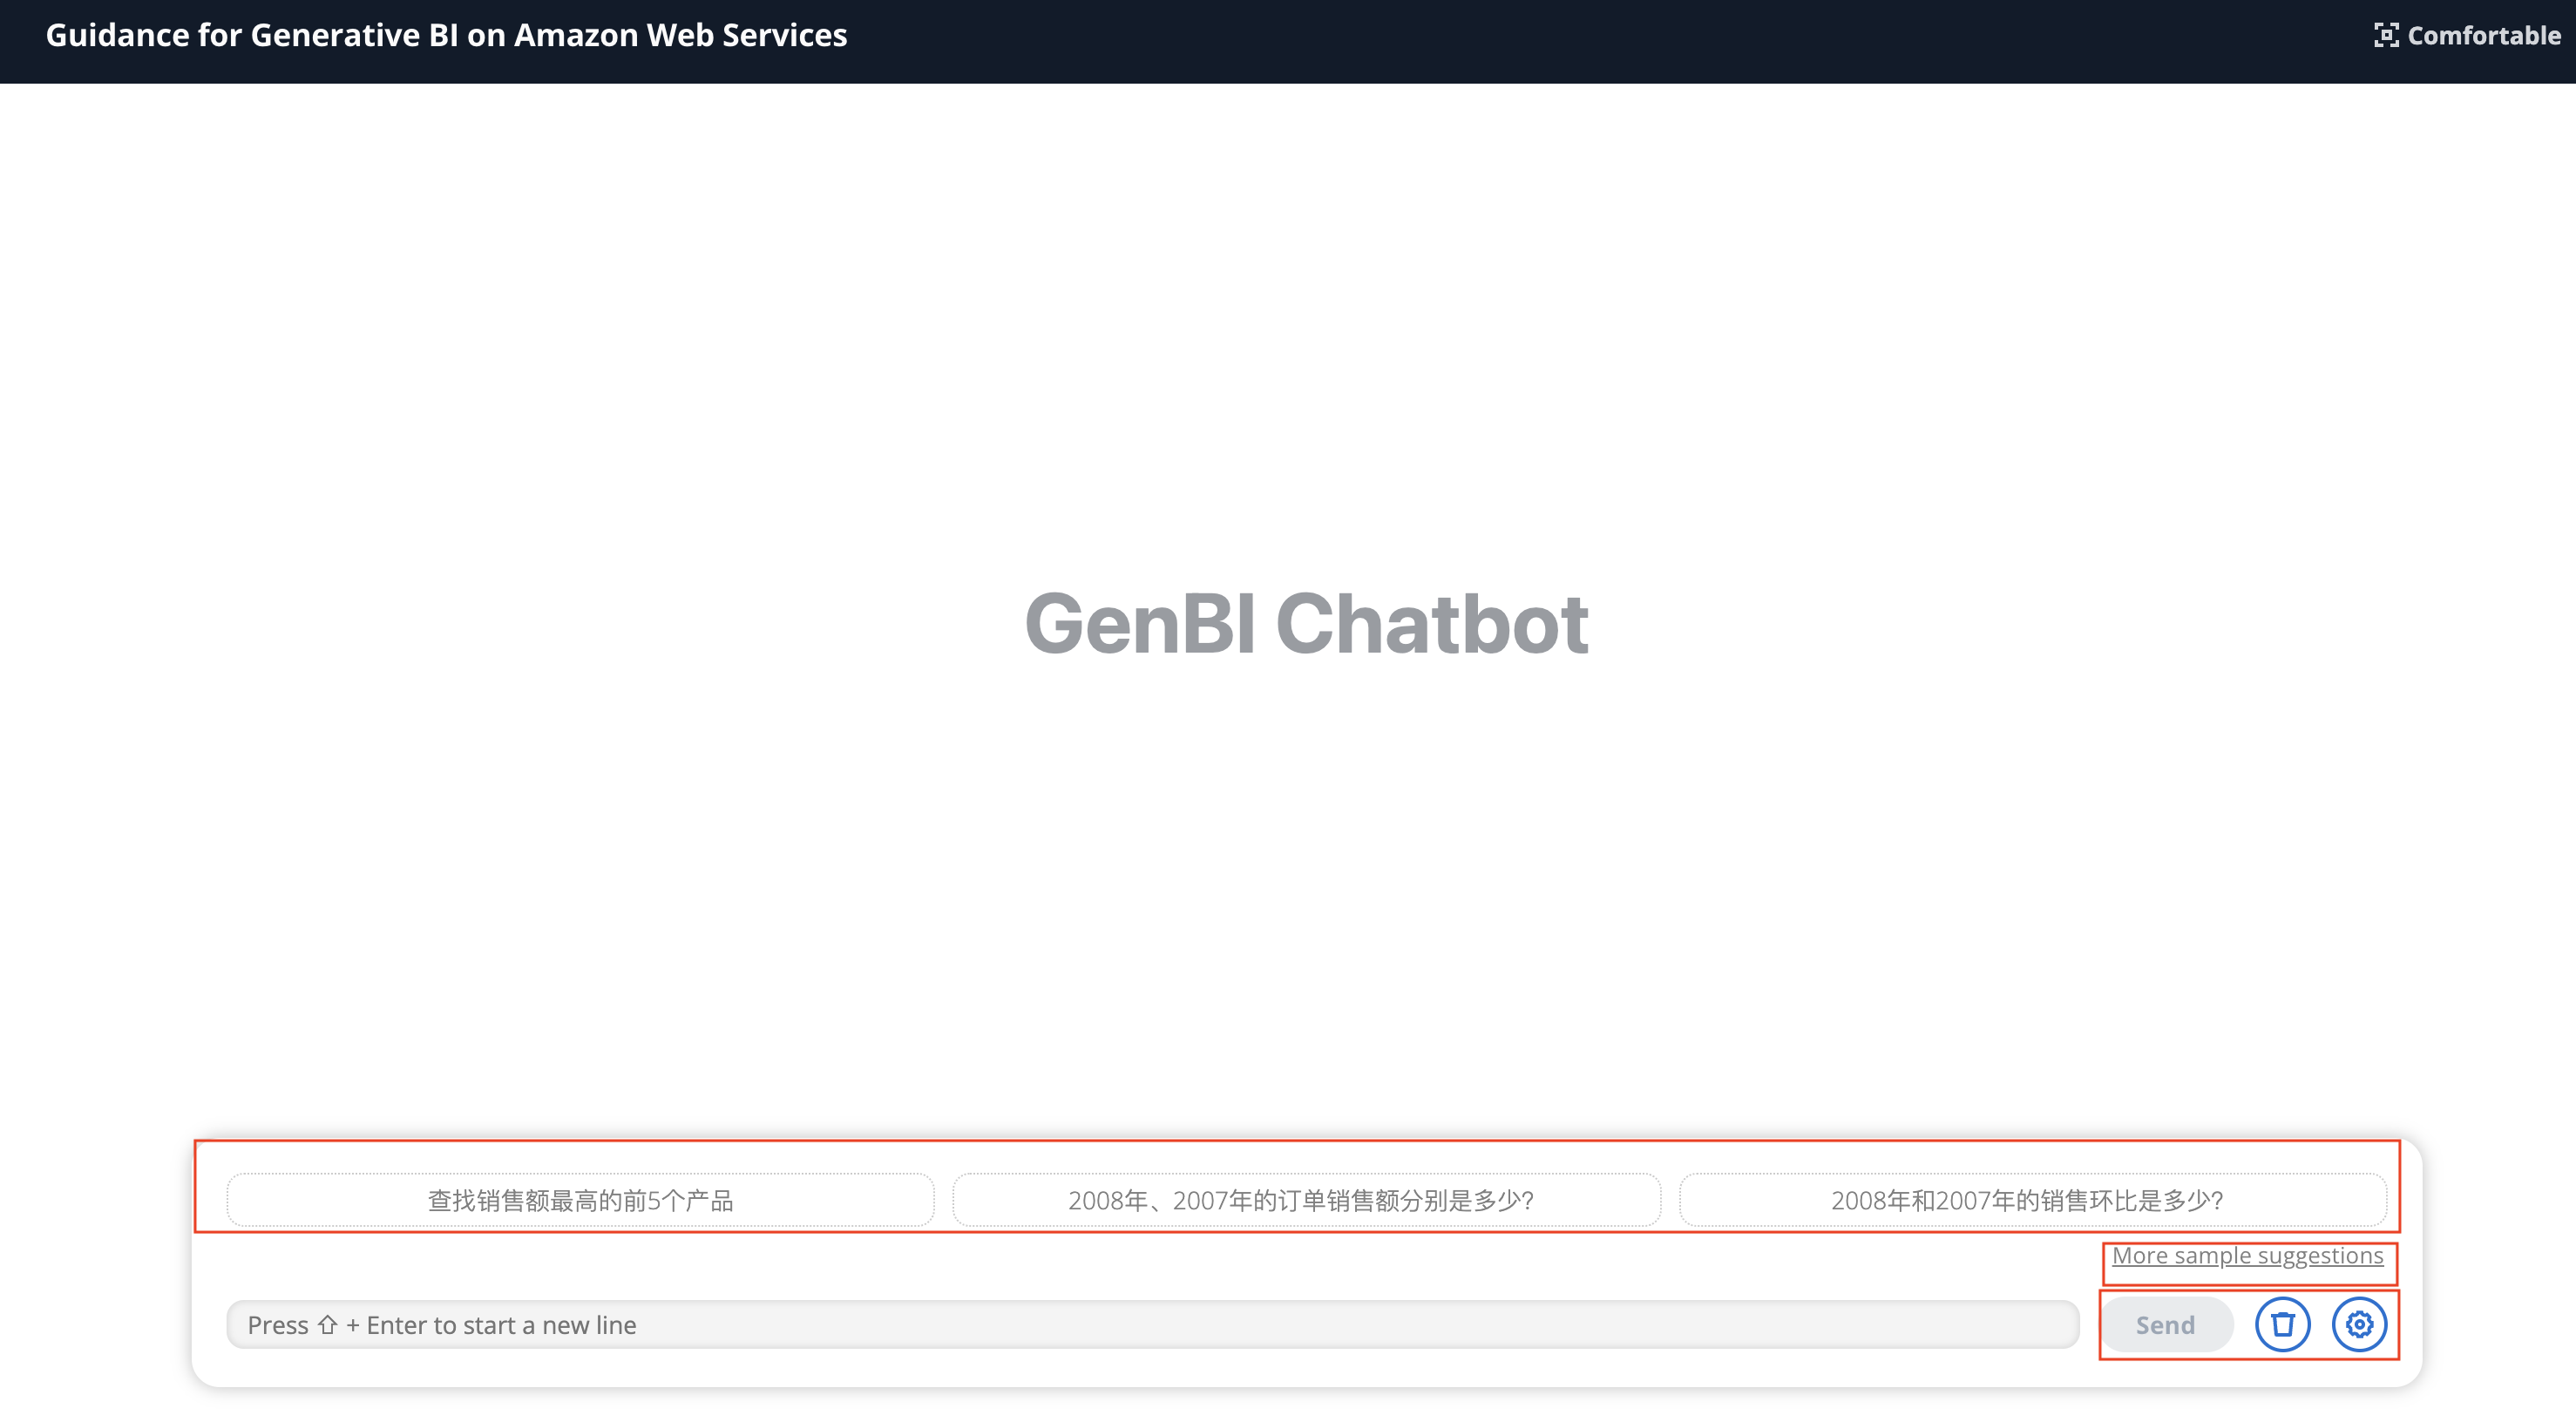 Guidance for Generative BI on Amazon Web Services
Comfortable
GenBI Chatbot
查找销售额最高的前5个产品
2008年、2007年的订单销售额分别是多少?
2008年和2007年的销售环比是多少?
More sample suggestions
Press ⇧ + Enter to start a new line
Send